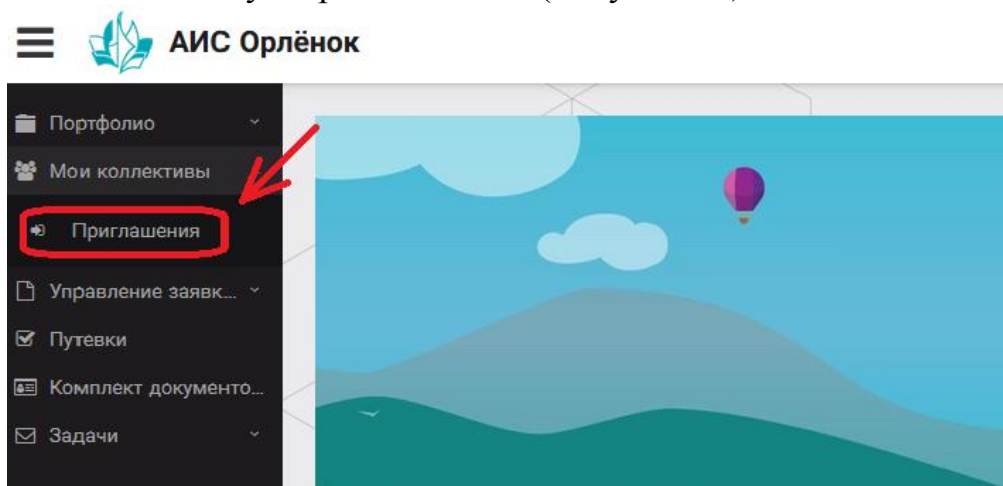 АИС Орлёнок
Портфолио
Мои коллективы
Приглашения
Управление заявк...
Путевки
Комплект документо...
Задачи